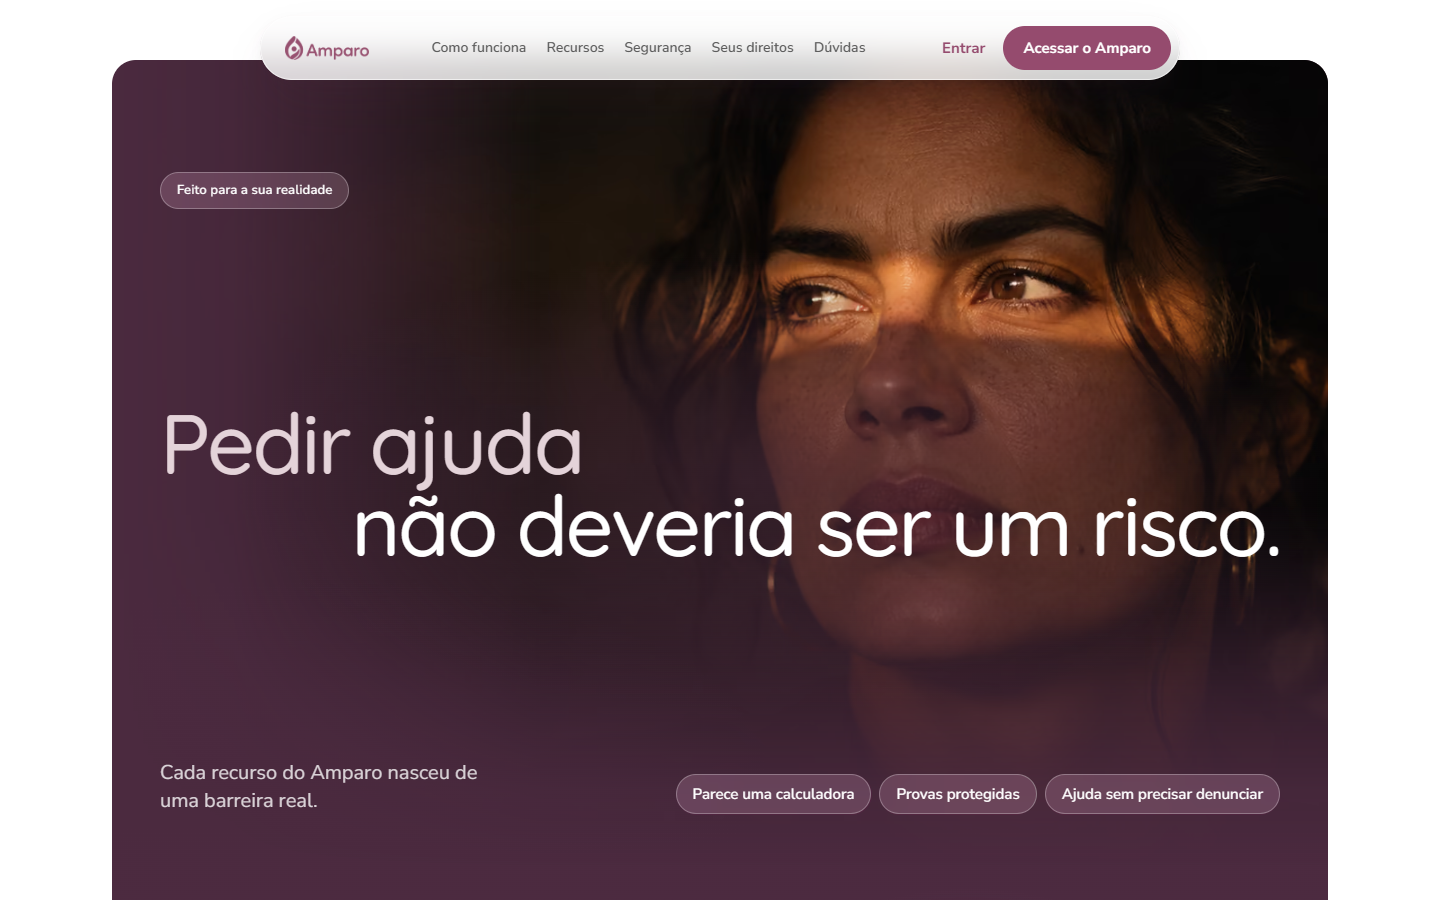 Amparo
Como funciona
Recursos
Segurança
Seus direitos
Dúvidas
Entrar
Acessar o Amparo
Feito para a sua realidade
Pedir ajuda
não deveria ser um risco.
Cada recurso do Amparo nasceu de
uma barreira real.
Parece uma calculadora
Provas protegidas
Ajuda sem precisar denunciar